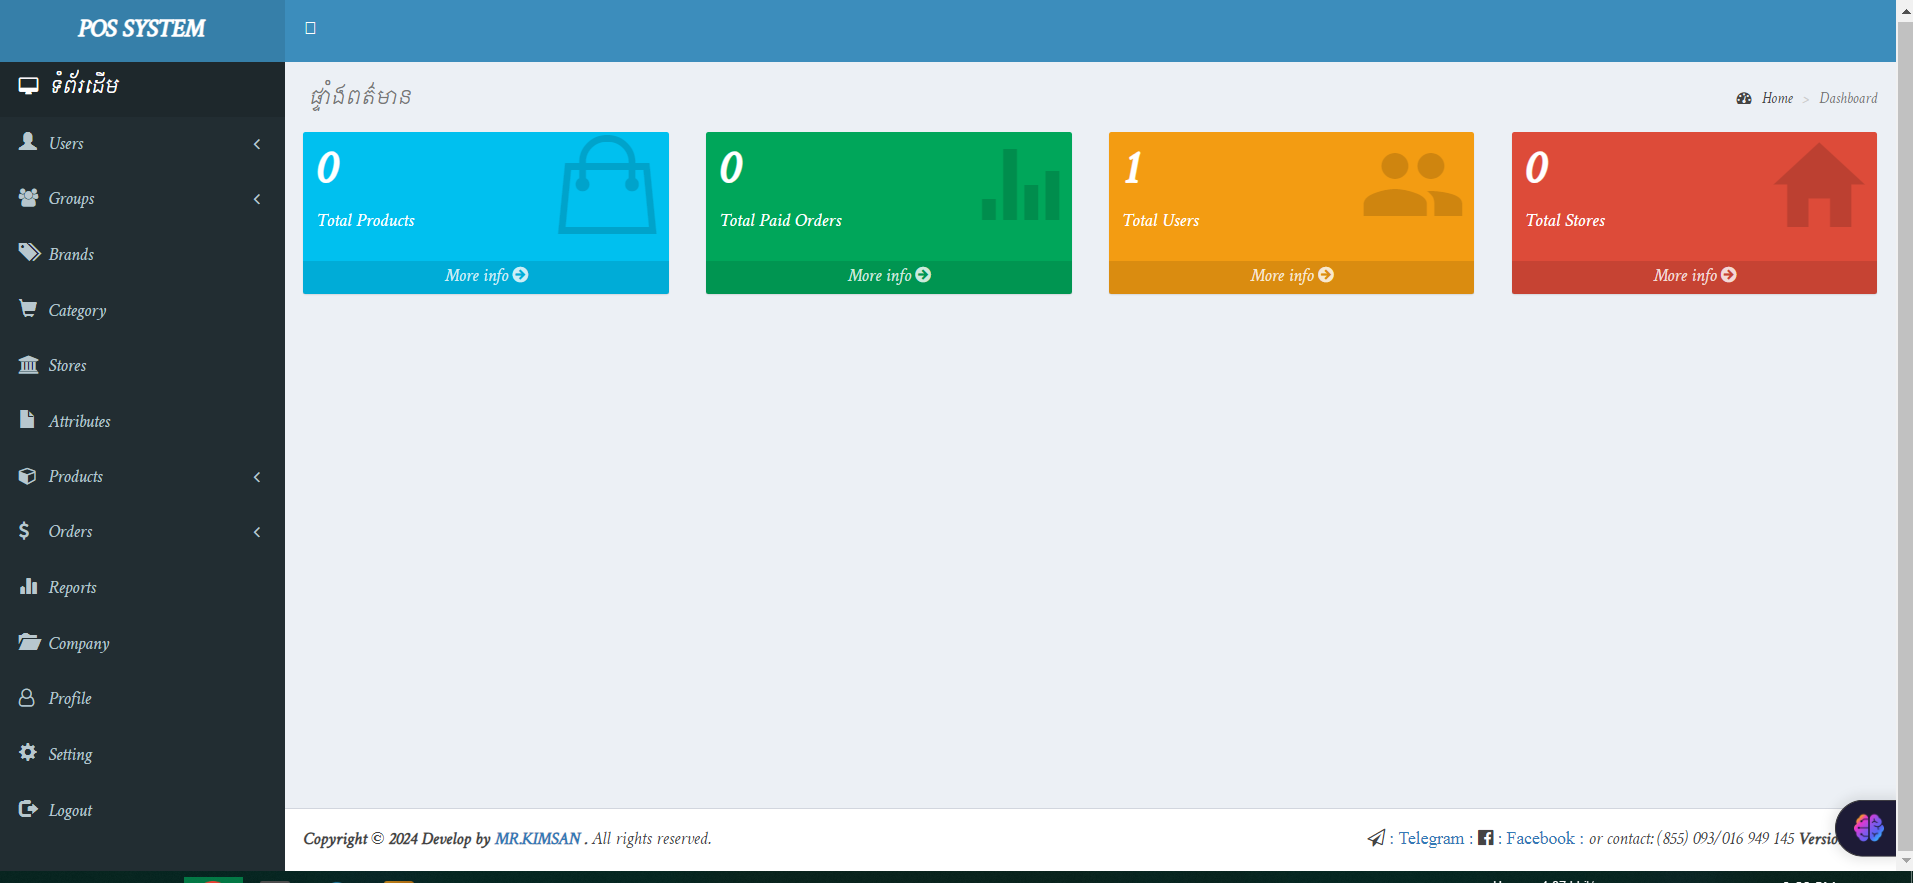 POS SYSTEM
ទំព័រដើម
Users
Groups
Brands
Category
Stores
Attributes
Products
Orders
Reports
Company
Profile
Setting
Logout
ផ្ទាំងពត៌មាន
Home > Dashboard
0
Total Products
More info
0
Total Paid Orders
More info
1
Total Users
More info
0
Total Stores
More info
Copyright © 2024 Develop by MR.KIMSAN . All rights reserved.
: Telegram : : Facebook : or contact: (855) 093/016 949 145